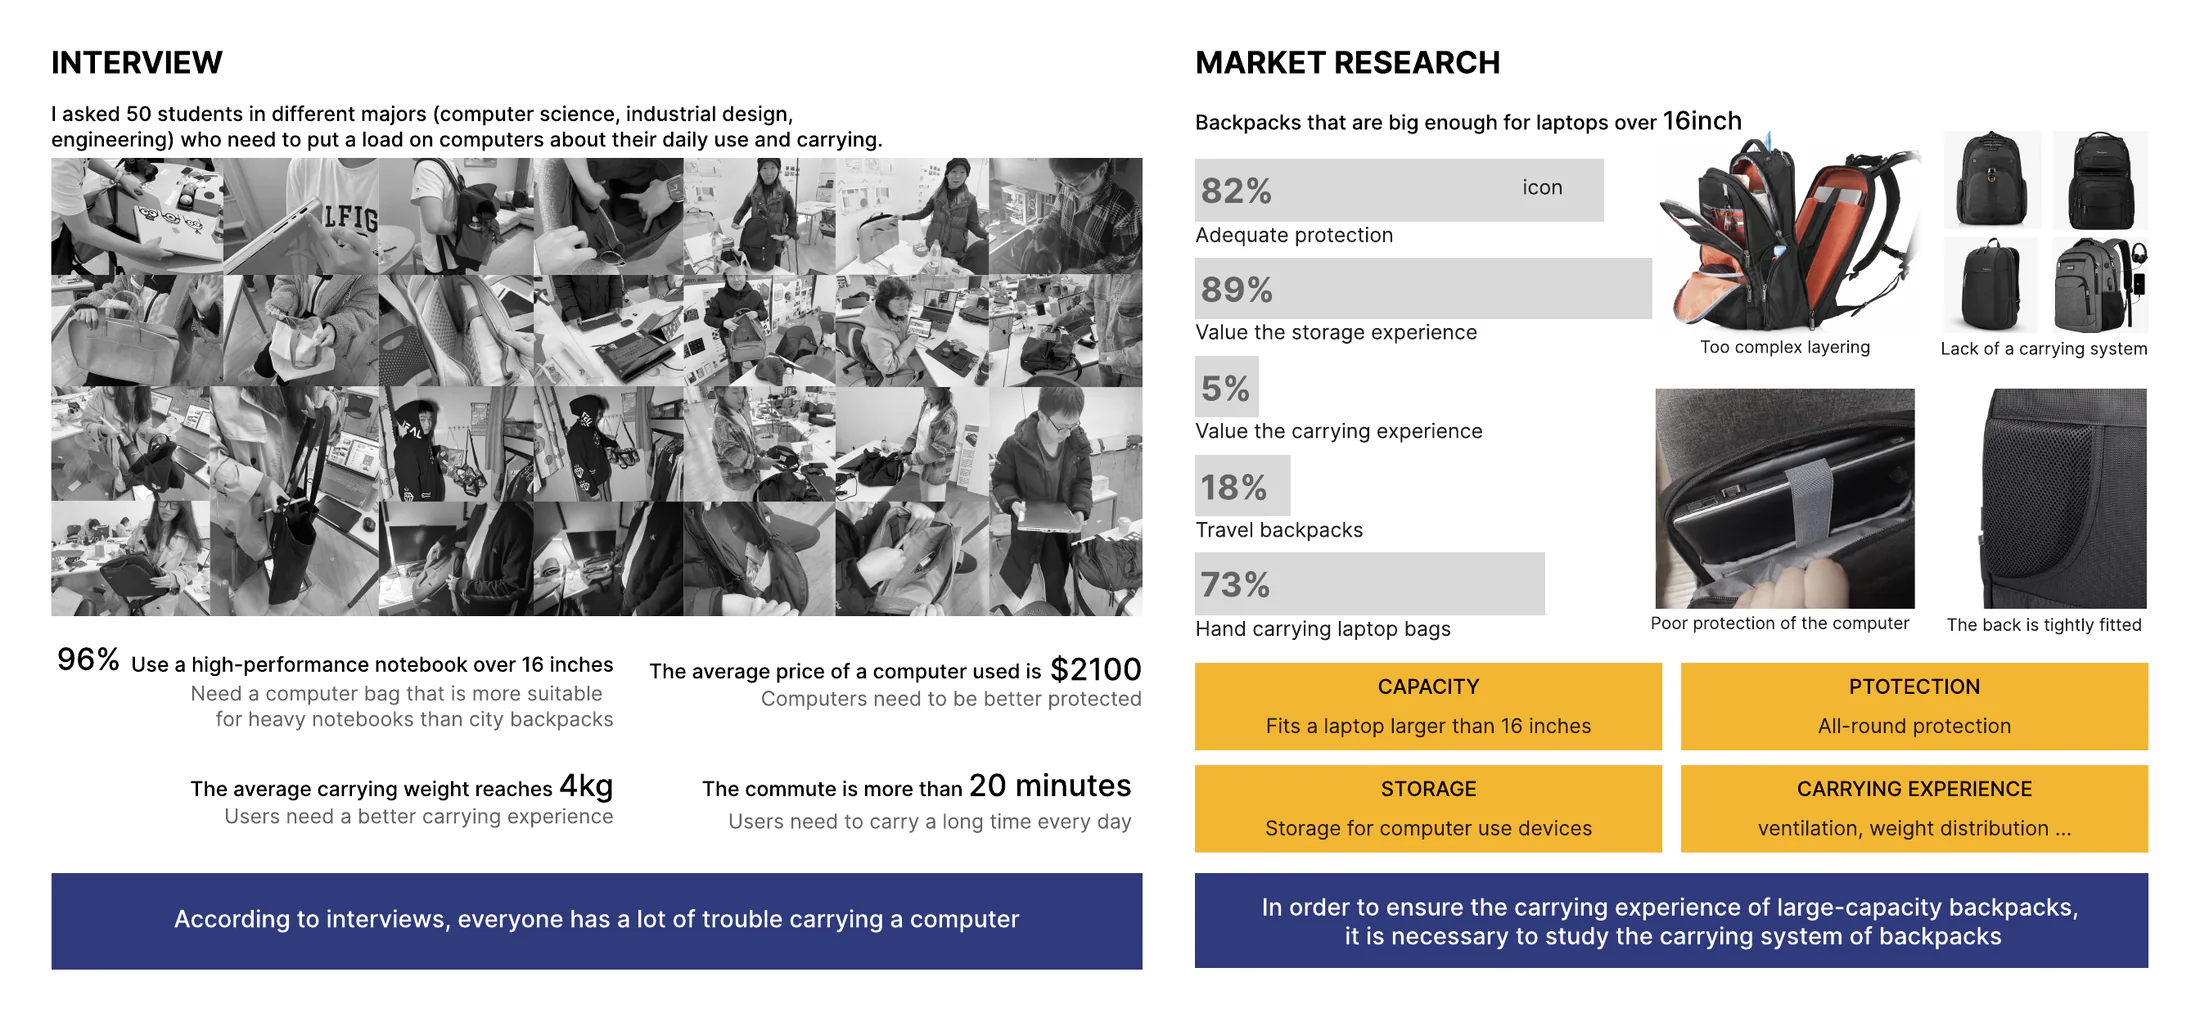 INTERVIEW
I asked 50 students in different majors (computer science, industrial design,
engineering) who need to put a load on computers about their daily use and carrying.
LFIG
96% Use a high-performance notebook over 16 inches
Need a computer bag that is more suitable
for heavy notebooks than city backpacks
The average price of a computer used is $2100
Computers need to be better protected
The average carrying weight reaches 4kg
Users need a better carrying experience
The commute is more than 20 minutes
Users need to carry a long time every day
According to interviews, everyone has a lot of trouble carrying a computer
MARKET RESEARCH
Backpacks that are big enough for laptops over 16inch
82%
icon
Adequate protection
89%
Value the storage experience
5%
Value the carrying experience
18%
Travel backpacks
73%
Hand carrying laptop bags
Too complex layering
Lack of a carrying system
Poor protection of the computer
The back is tightly fitted
CAPACITY
Fits a laptop larger than 16 inches
PTOTECTION
All-round protection
STORAGE
Storage for computer use devices
CARRYING EXPERIENCE
ventilation, weight distribution ...
In order to ensure the carrying experience of large-capacity backpacks,
it is necessary to study the carrying system of backpacks